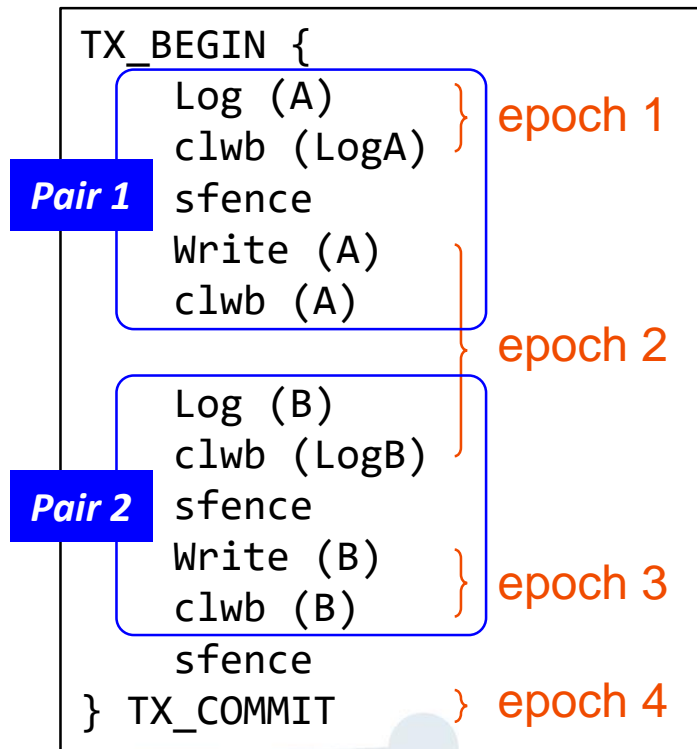 TX_BEGIN {
Log (A)
clwb (LogA)
epoch 1
Pair 1
sfence
Write (A)
clwb (A)
epoch 2
Log (B)
clwb (LogB)
Pair 2
sfence
Write (B)
clwb (B)
epoch 3
sfence
} TX_COMMIT
epoch 4